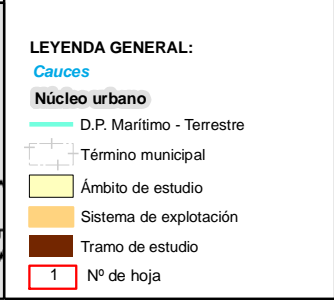 LEYENDA GENERAL:
Cauces
Núcleo urbano
D.P. Marítimo - Terrestre
Término municipal
Ámbito de estudio
Sistema de explotación
Tramo de estudio
1 Nº de hoja